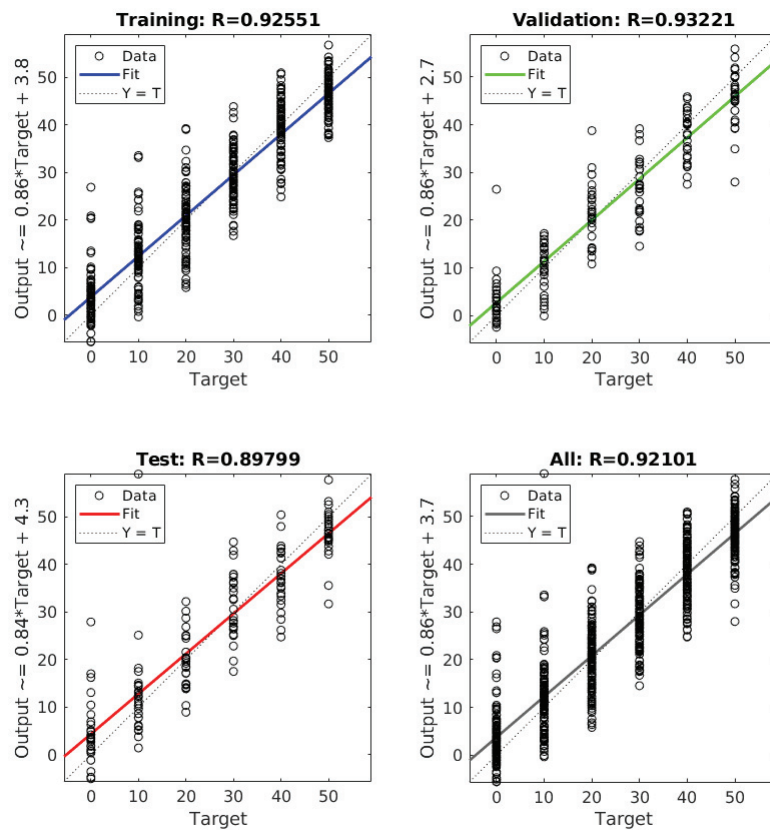 Training: R=0.92551
Output ~= 0.86*Target + 3.8
Data
Fit
Y = T
50
40
30
20
10
0
0 10 20 30 40 50
Target
Validation: R=0.93221
Output ~= 0.86*Target + 2.7
Data
Fit
Y = T
50
40
30
20
10
0
0 10 20 30 40 50
Target
Test: R=0.89799
Output ~= 0.84*Target + 4.3
Data
Fit
Y = T
50
40
30
20
10
0
0 10 20 30 40 50
Target
All: R=0.92101
Output ~= 0.86*Target + 3.7
Data
Fit
Y = T
50
40
30
20
10
0
0 10 20 30 40 50
Target